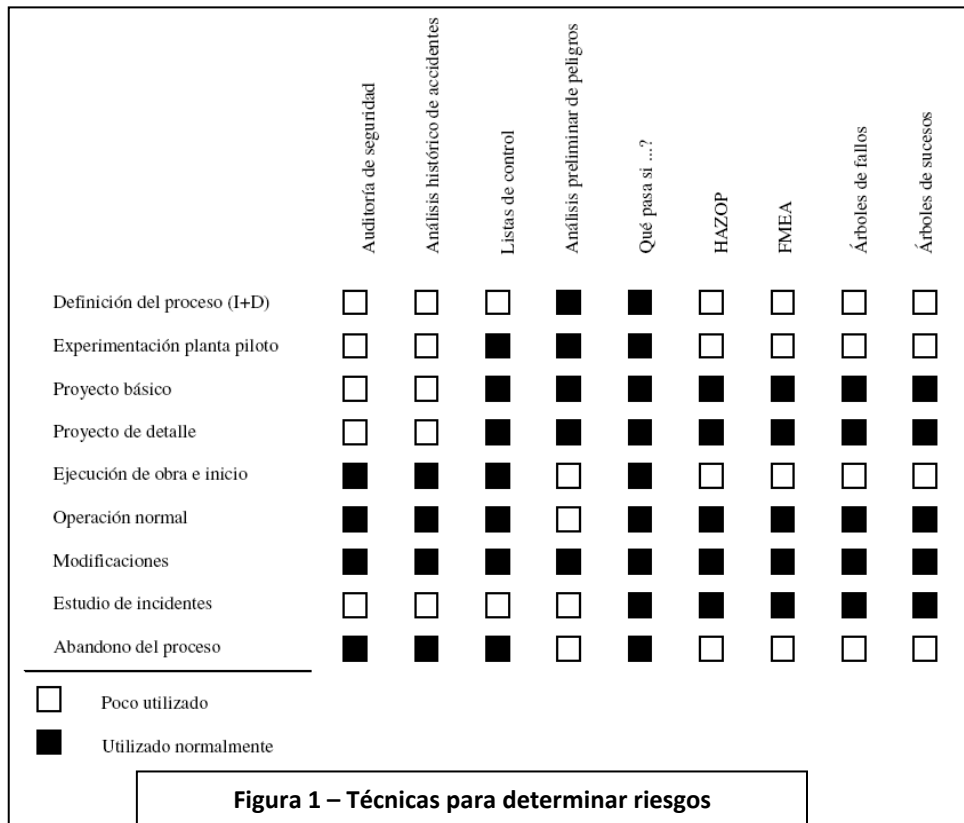 Auditoría de seguridad
Análisis histórico de accidentes
Listas de control
Análisis preliminar de peligros
Qué pasa si ...?
HAZOP
FMEA
Árboles de fallos
Árboles de sucesos
Definición del proceso (I+D)
Experimentación planta piloto
Proyecto básico
Proyecto de detalle
Ejecución de obra e inicio
Operación normal
Modificaciones
Estudio de incidentes
Abandono del proceso
Poco utilizado
Utilizado normalmente
Figura 1 – Técnicas para determinar riesgos